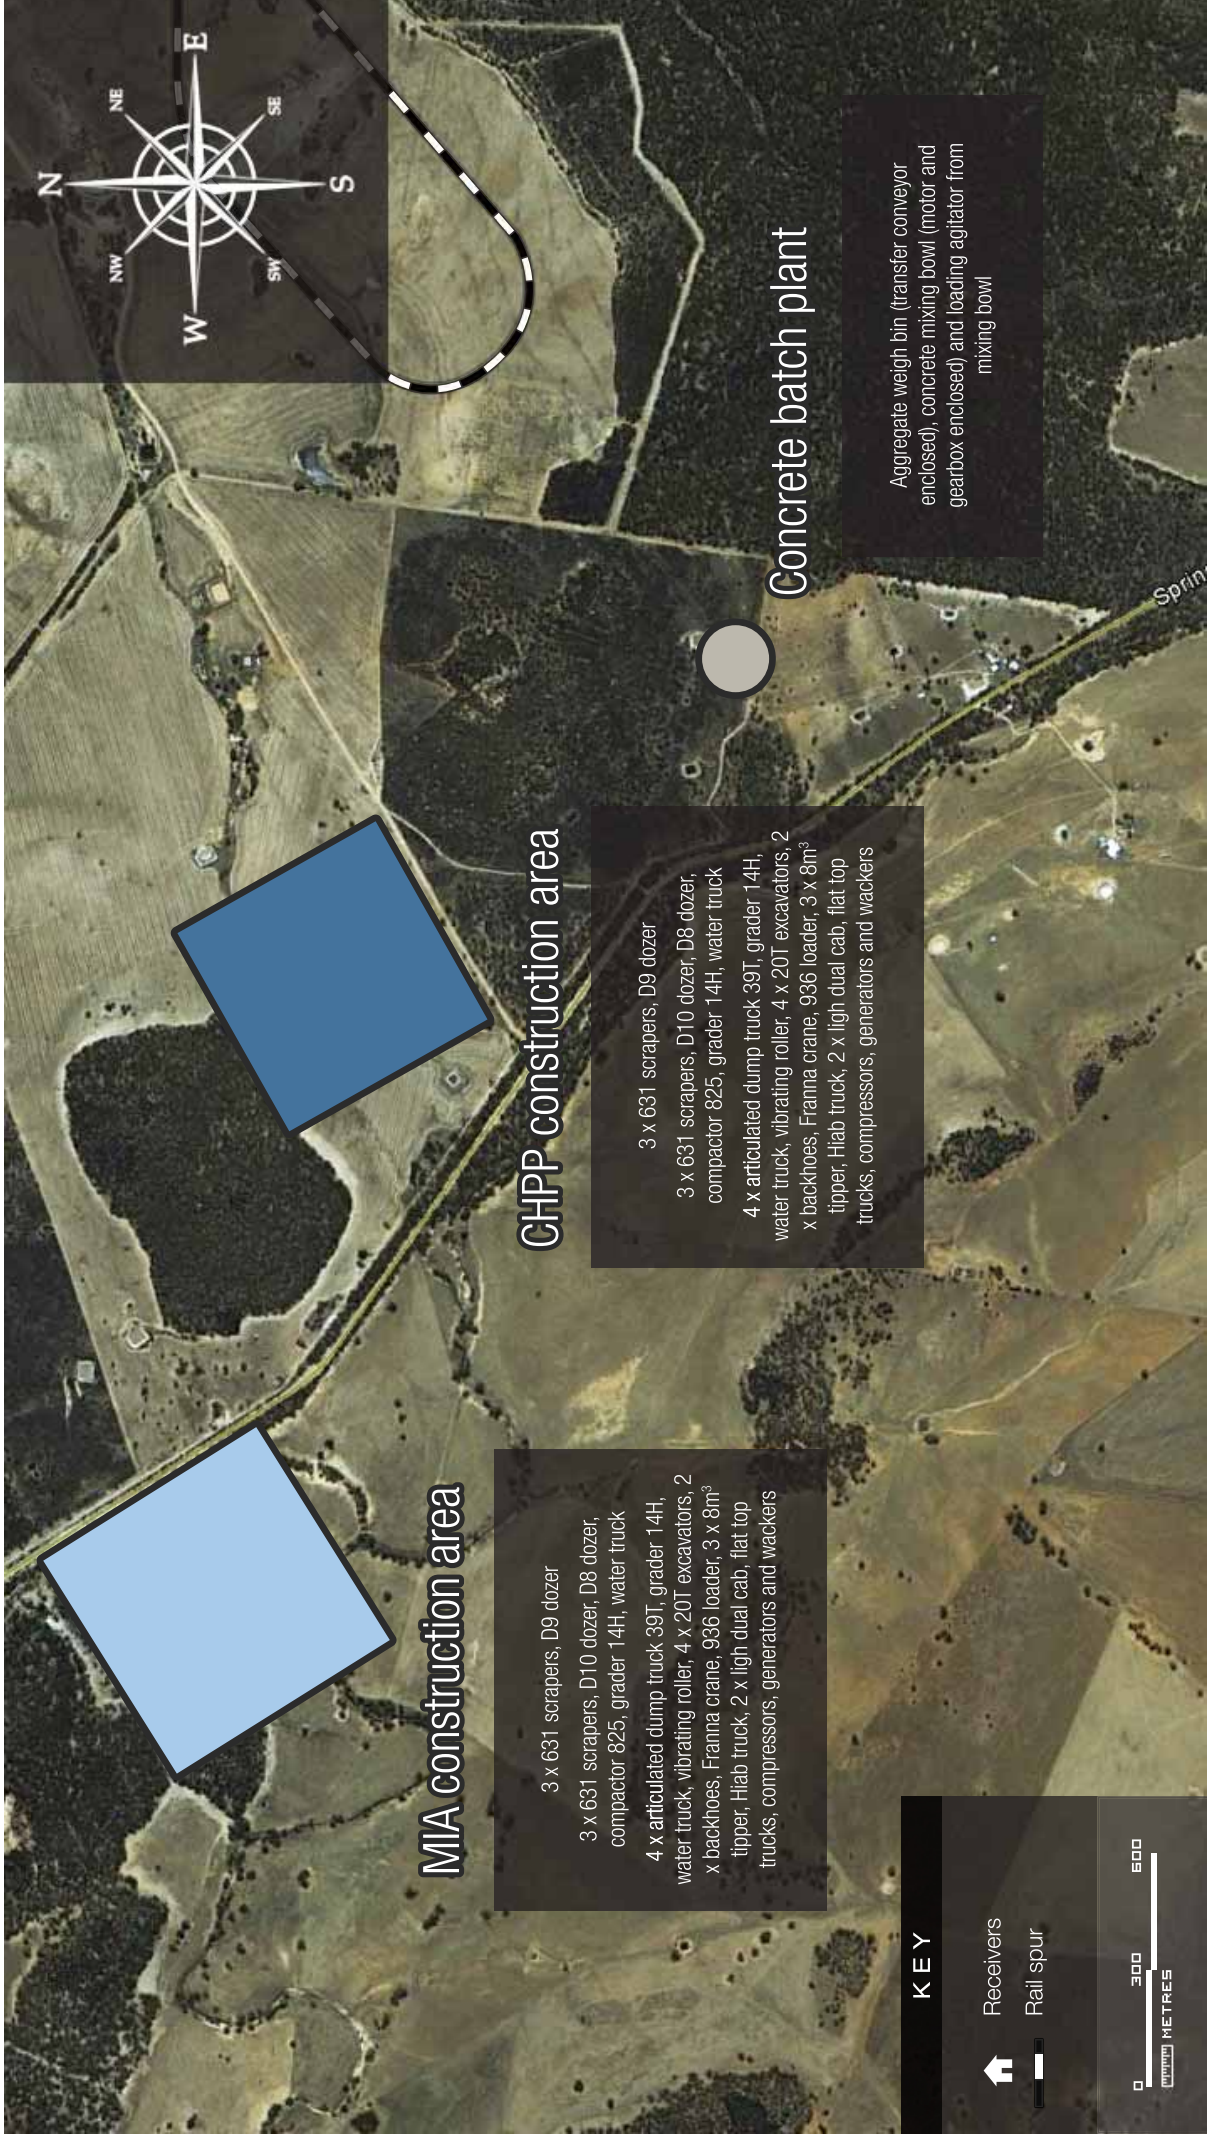 N
NE
E
SE
S
SW
W
NW
MIA construction area
3 x 631 scrapers, D9 dozer
3 x 631 scrapers, D10 dozer, D8 dozer,
compactor 825, grader 14H, water truck
4 x articulated dump truck 39T, grader 14H,
water truck, vibrating roller, 4 x 20T excavators, 2
x backhoes, Franna crane, 936 loader, 3 x 8m³
tipper, Hiab truck, 2 x ligh dual cab, flat top
trucks, compressors, generators and wackers
CHPP construction area
3 x 631 scrapers, D9 dozer
3 x 631 scrapers, D10 dozer, D8 dozer,
compactor 825, grader 14H, water truck
4 x articulated dump truck 39T, grader 14H,
water truck, vibrating roller, 4 x 20T excavators, 2
x backhoes, Franna crane, 936 loader, 3 x 8m³
tipper, Hiab truck, 2 x ligh dual cab, flat top
trucks, compressors, generators and wackers
Concrete batch plant
Aggregate weigh bin (transfer conveyor
enclosed), concrete mixing bowl (motor and
gearbox enclosed) and loading agitator from
mixing bowl
Sprin
KEY
Receivers
Rail spur
0 300 600
METRES